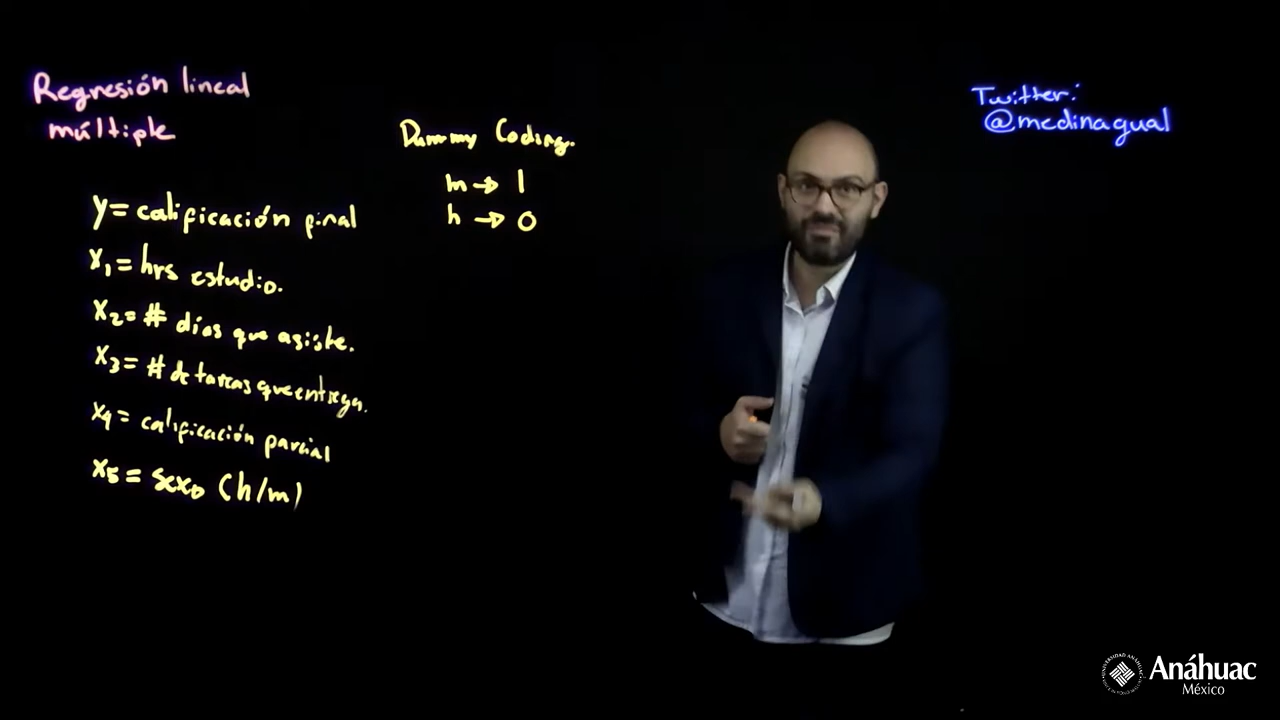 Regresión lineal
múltiple
y = calificación final
x₁ = hrs estudio.
x₂ = # días que asiste.
x₃ = # de tareas que entrega.
x₄ = calificación parcial
x₅ = sexo (h/m)
Dummy Coding.
m → 1
h → 0
Twitter:
@medinagual
Anáhuac
México